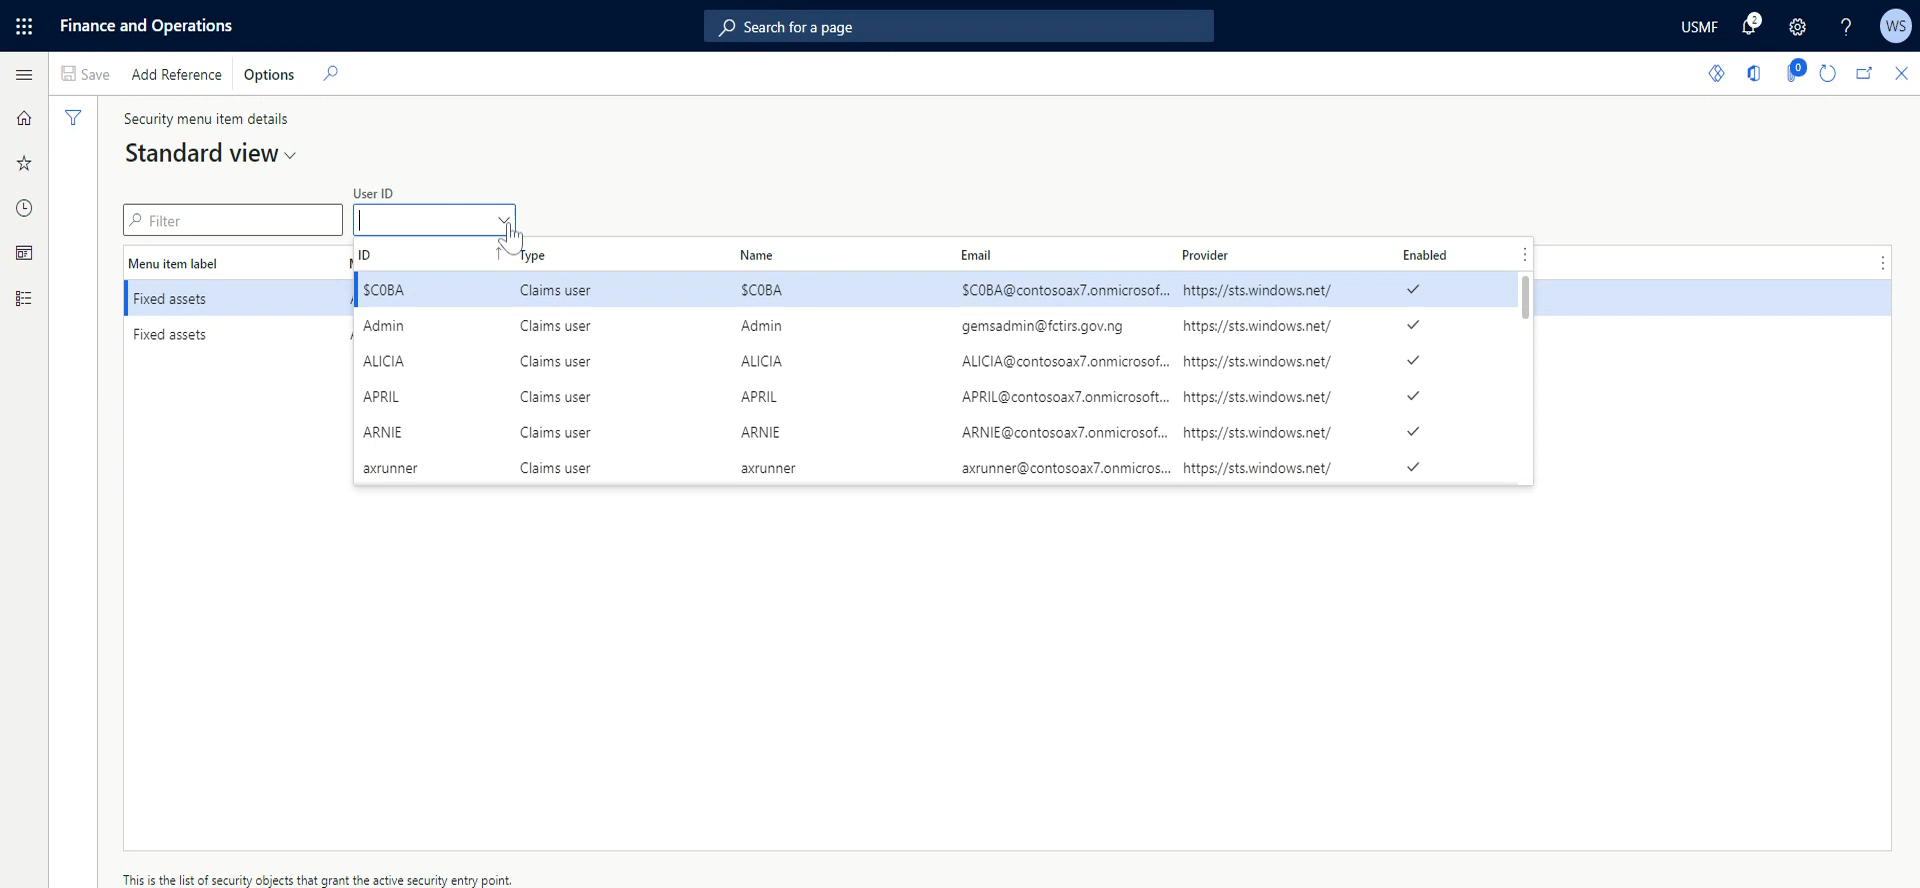 Finance and Operations
Search for a page
USMF
2
WS
Save
Add Reference
Options
0
Security menu item details
Standard view
User ID
Filter
Menu item label
ID Type Name Email Provider Enabled
Fixed assets
Fixed assets
$C0BA Claims user $C0BA $C0BA@contosoax7.onmicrosof... https://sts.windows.net/
Admin Claims user Admin gemsadmin@fctirs.gov.ng https://sts.windows.net/
ALICIA Claims user ALICIA ALICIA@contosoax7.onmicrosof... https://sts.windows.net/
APRIL Claims user APRIL APRIL@contosoax7.onmicrosoft... https://sts.windows.net/
ARNIE Claims user ARNIE ARNIE@contosoax7.onmicrosof... https://sts.windows.net/
axrunner Claims user axrunner axrunner@contosoax7.onmicros... https://sts.windows.net/
This is the list of security objects that grant the active security entry point.